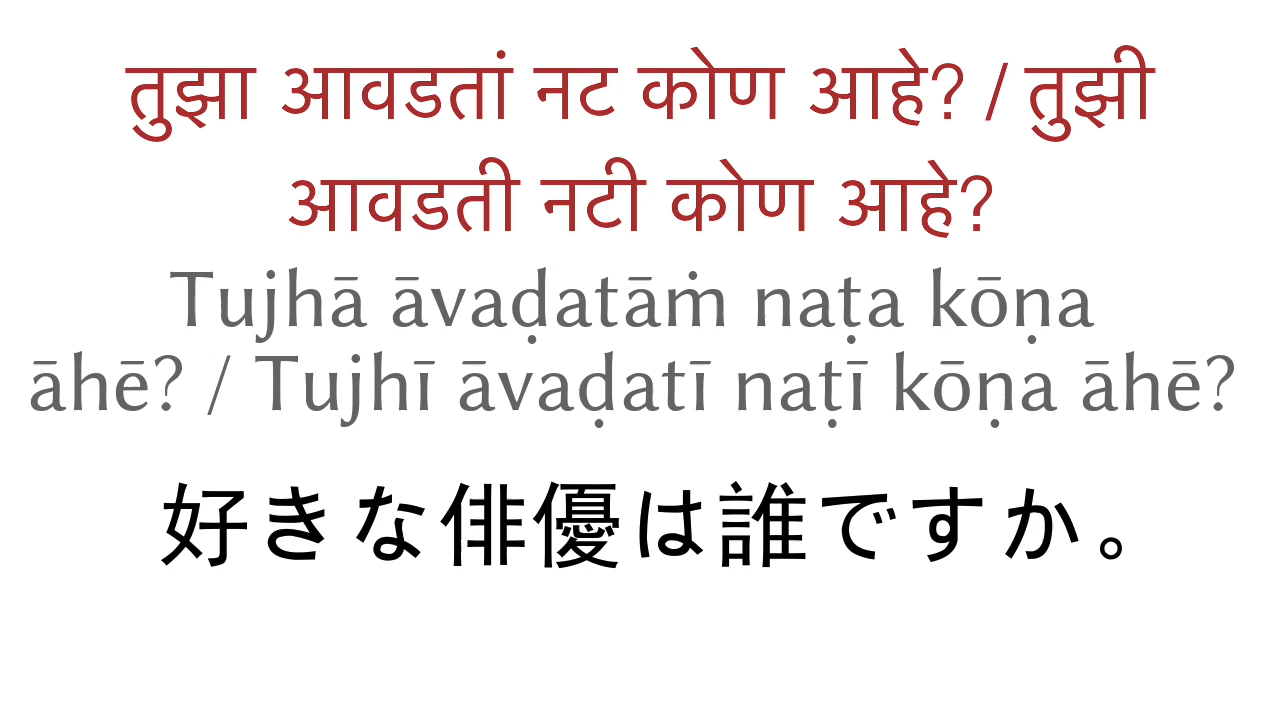 तुझा आवडतां नट कोण आहे? / तुझी
आवडती नटी कोण आहे?
Tujhā āvaḍatāṁ naṭa kōṇa
āhē? / Tujhī āvaḍatī naṭī kōṇa āhē?
好きな俳優は誰ですか。